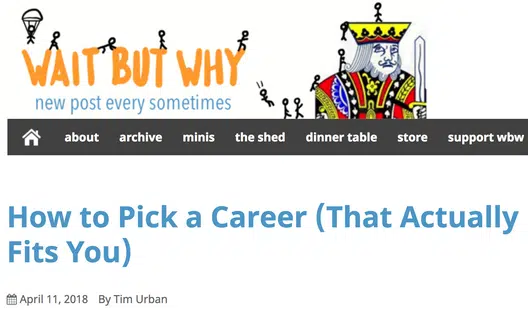 WAIT BUT WHY
new post every sometimes
about archive minis the shed dinner table store support wbw
How to Pick a Career (That Actually
Fits You)
April 11, 2018 By Tim Urban